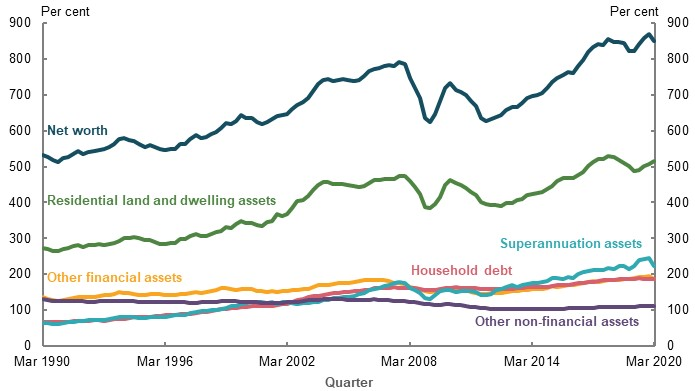 Per cent Per cent
900 900
800 800
700 700
600 600
500 500
400 400
300 300
200 200
100 100
0 0
Net worth
Residential land and dwelling assets
Superannuation assets
Other financial assets
Household debt
Other non-financial assets
Mar 1990 Mar 1996 Mar 2002 Mar 2008 Mar 2014 Mar 2020
Quarter